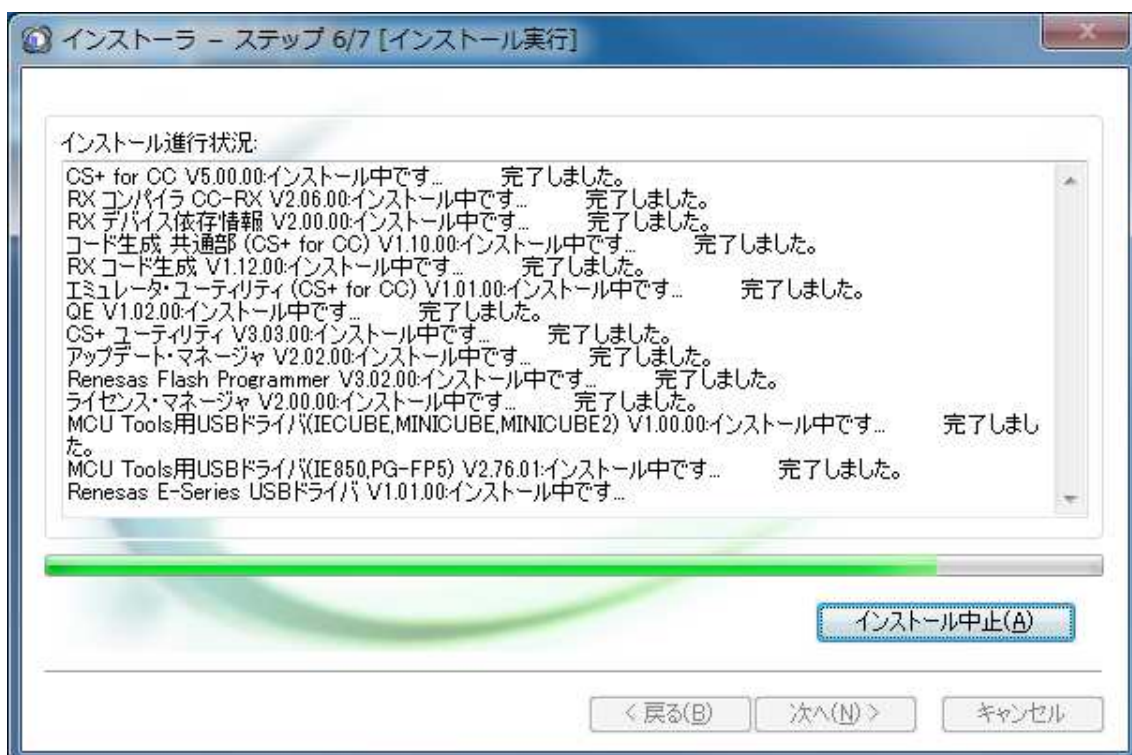 インストーラ – ステップ 6/7 [インストール実行]
インストール進行状況:
CS+ for CC V5.00.00:インストール中です... 完了しました。
RX コンパイラ CC-RX V2.06.00:インストール中です... 完了しました。
RX デバイス依存情報 V2.00.00:インストール中です... 完了しました。
コード生成 共通部 (CS+ for CC) V1.10.00:インストール中です... 完了しました。
RX コード生成 V1.12.00:インストール中です... 完了しました。
エミュレータ・ユーティリティ (CS+ for CC) V1.01.00:インストール中です... 完了しました。
QE V1.02.00:インストール中です... 完了しました。
CS+ ユーティリティ V3.03.00:インストール中です... 完了しました。
アップデート・マネージャ V2.02.00:インストール中です... 完了しました。
Renesas Flash Programmer V3.02.00:インストール中です... 完了しました。
ライセンス・マネージャ V2.00.00:インストール中です... 完了しました。
MCU Tools用USBドライバ(IECUBE,MINICUBE,MINICUBE2) V1.00.00:インストール中です... 完了しまし
た。
MCU Tools用USBドライバ(IE850,PG-FP5) V2.76.01:インストール中です... 完了しました。
Renesas E-Series USBドライバ V1.01.00:インストール中です...
インストール中止(A)
< 戻る(B)
次へ(N) >
キャンセル